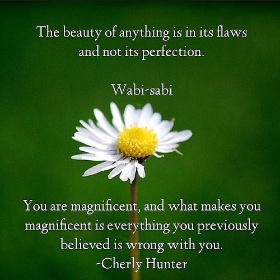 The beauty of anything is in its flaws
and not its perfection.
Wabi-sabi
You are magnificent, and what makes you
magnificent is everything you previously
believed is wrong with you.
-Cherly Hunter